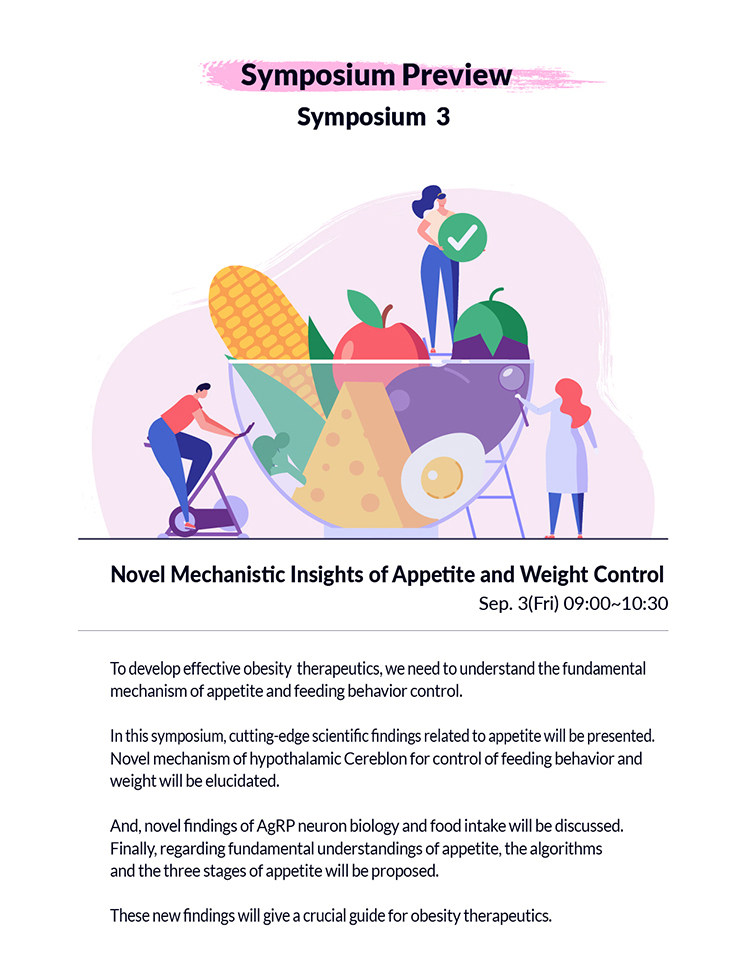 Symposium Preview
Symposium 3
Novel Mechanistic Insights of Appetite and Weight Control
Sep. 3(Fri) 09:00~10:30
To develop effective obesity therapeutics, we need to understand the fundamental
mechanism of appetite and feeding behavior control.
In this symposium, cutting-edge scientific findings related to appetite will be presented.
Novel mechanism of hypothalamic Cereblon for control of feeding behavior and
weight will be elucidated.
And, novel findings of AgRP neuron biology and food intake will be discussed.
Finally, regarding fundamental understandings of appetite, the algorithms
and the three stages of appetite will be proposed.
These new findings will give a crucial guide for obesity therapeutics.